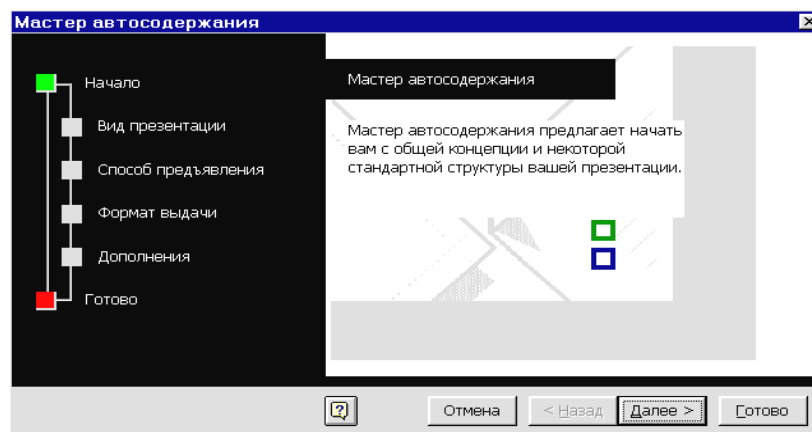 Мастер автосодержания
Начало
Вид презентации
Способ предъявления
Формат выдачи
Дополнения
Готово
Мастер автосодержания
Мастер автосодержания предлагает начать
вам с общей концепции и некоторой
стандартной структуры вашей презентации.
Отмена
< Назад
Далее >
Готово